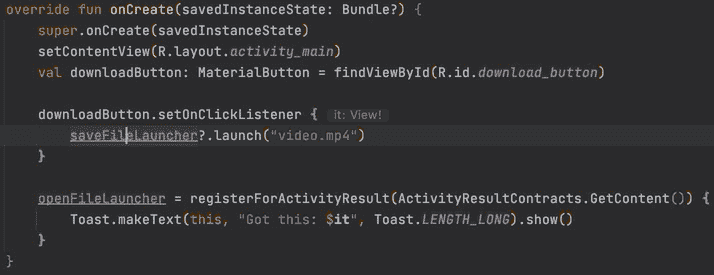 override fun onCreate(savedInstanceState: Bundle?) {
    super.onCreate(savedInstanceState)
    setContentView(R.layout.activity_main)
    val downloadButton: MaterialButton = findViewById(R.id.download_button)

    downloadButton.setOnClickListener { it: View!
        saveFileLauncher?.launch("video.mp4")
    }

    openFileLauncher = registerForActivityResult(ActivityResultContracts.GetContent()) {
        Toast.makeText(this, "Got this: $it", Toast.LENGTH_LONG).show()
    }
}